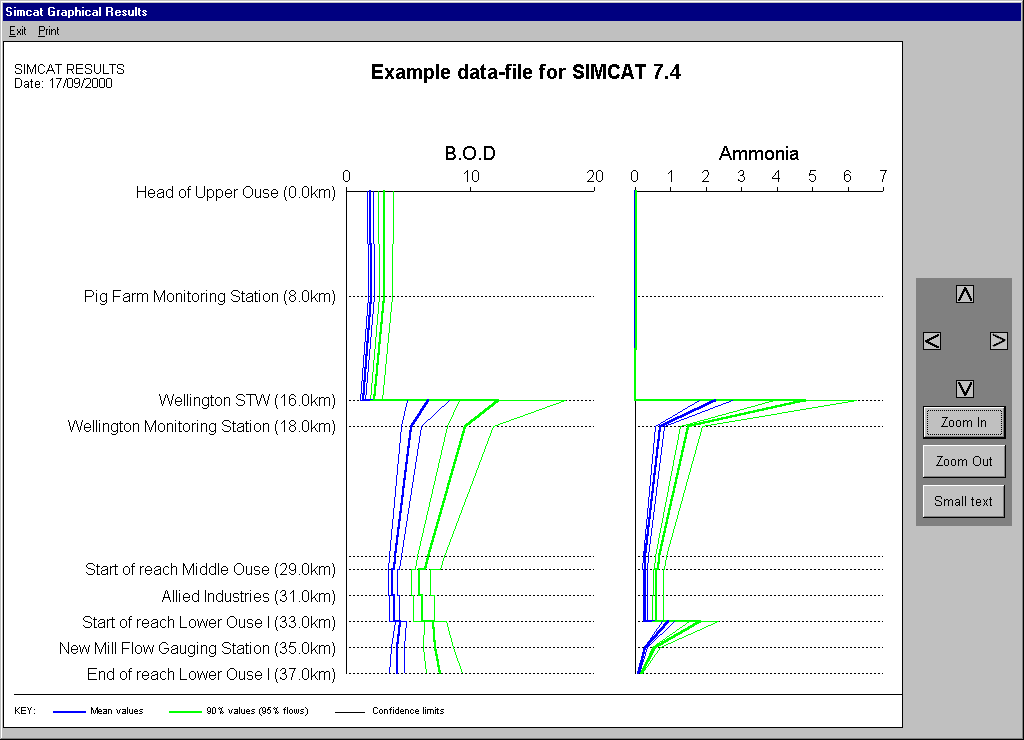 Simcat Graphical Results
Exit Print
SIMCAT RESULTS
Date: 17/09/2000
Example data-file for SIMCAT 7.4
B.O.D
Ammonia
0 10 20
0 1 2 3 4 5 6 7
Head of Upper Ouse (0.0km)
Pig Farm Monitoring Station (8.0km)
Wellington STW (16.0km)
Wellington Monitoring Station (18.0km)
Start of reach Middle Ouse (29.0km)
Allied Industries (31.0km)
Start of reach Lower Ouse I (33.0km)
New Mill Flow Gauging Station (35.0km)
End of reach Lower Ouse I (37.0km)
KEY: Mean values 90% values (95% flows) Confidence limits
Zoom In
Zoom Out
Small text